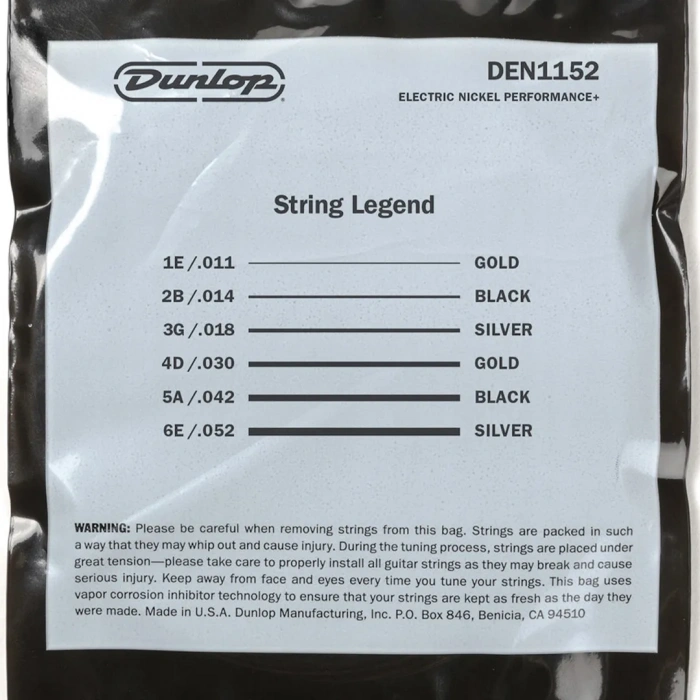 DUNLOP
DEN1152
ELECTRIC NICKEL PERFORMANCE+
String Legend
1E/.011 GOLD
2B/.014 BLACK
3G/.018 SILVER
4D/.030 GOLD
5A/.042 BLACK
6E/.052 SILVER
WARNING: Please be careful when removing strings from this bag. Strings are packed in such
a way that they may whip out and cause injury. During the tuning process, strings are placed under
great tension—please take care to properly install all guitar strings as they may break and cause
serious injury. Keep away from face and eyes every time you tune your strings. This bag uses
vapor corrosion inhibitor technology to ensure that your strings are kept as fresh as the day they
were made. Made in U.S.A. Dunlop Manufacturing, Inc. P.O. Box 846, Benicia, CA 94510